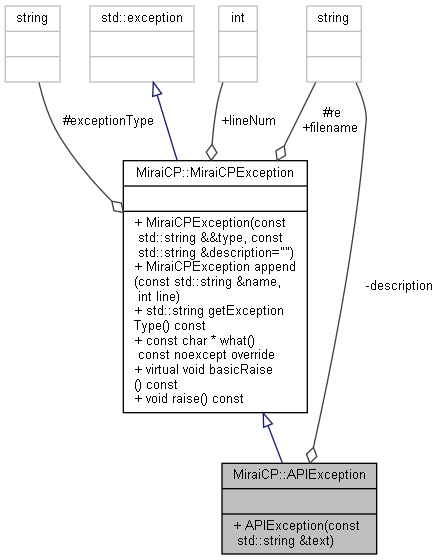 string
std::exception
int
string
#exceptionType
+lineNum
#re
+filename
MiraiCP::MiraiCPException
+ MiraiCPException(const
std::string &&type, const
std::string &description="")
+ MiraiCPException append
(const std::string &name,
int line)
+ std::string getException
Type() const
+ const char * what()
const noexcept override
+ virtual void basicRaise
() const
+ void raise() const
-description
MiraiCP::APIException
+ APIException(const
std::string &text)